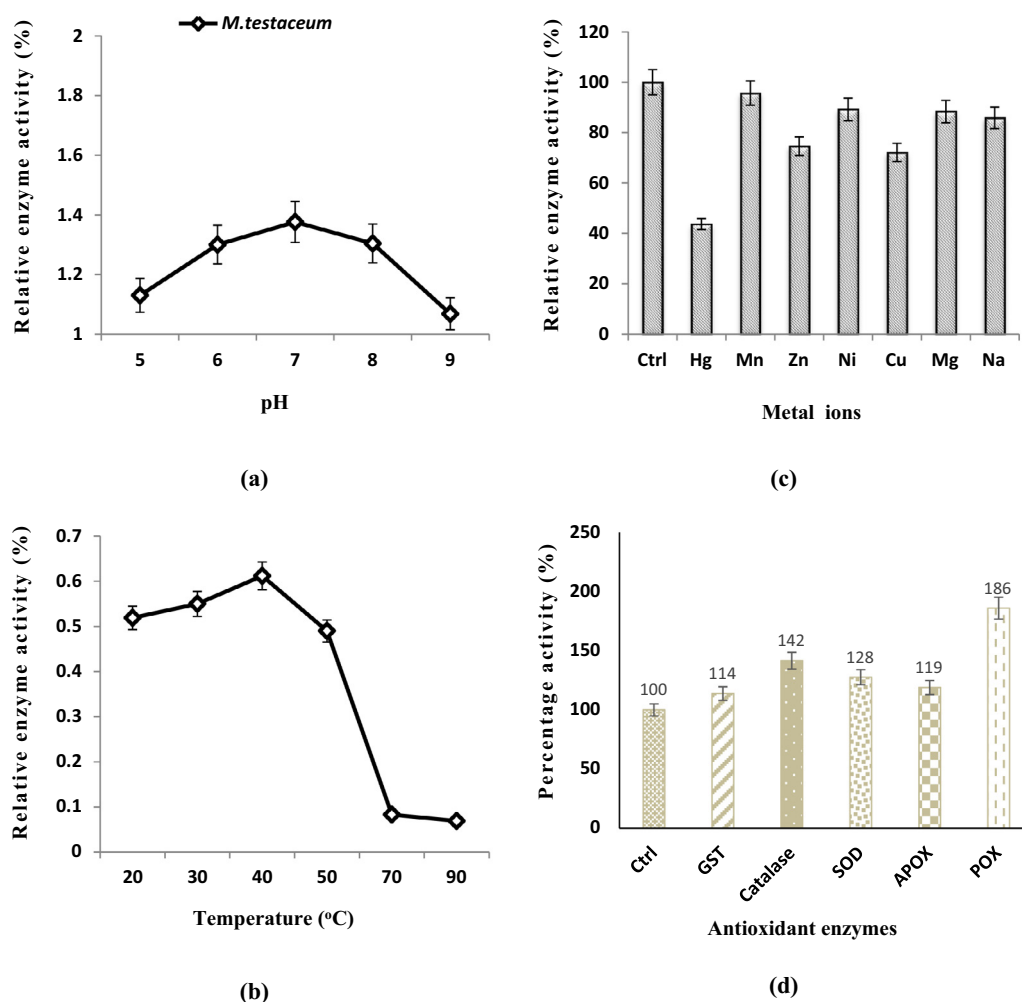 M.testaceum
Relative enzyme activity (%)
2
1.8
1.6
1.4
1.2
1
5 6 7 8 9
pH
(a)
Relative enzyme activity (%)
120
100
80
60
40
20
0
Ctrl Hg Mn Zn Ni Cu Mg Na
Metal ions
(c)
Relative enzyme activity (%)
0.7
0.6
0.5
0.4
0.3
0.2
0.1
0
20 30 40 50 70 90
Temperature (°C)
(b)
Percentage activity (%)
250
200
150
100
50
0
100
114
142
128
119
186
Ctrl GST Catalase SOD APOX POX
Antioxidant enzymes
(d)